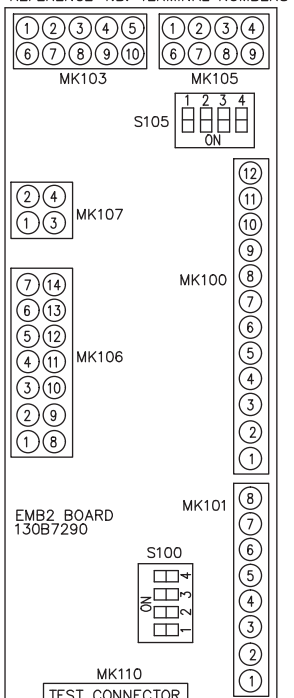 REFERENCE NO. TERMINAL NUMBERS
1 2 3 4 5
6 7 8 9 10
MK103
1 2 3 4
6 7 8 9
MK105
S105
1 2 3 4
ON
2 4
1 3
MK107
12
11
10
9
8
7
6
5
4
3
2
1
MK100
7 14
6 13
5 12
4 11
3 10
2 9
1 8
MK106
EMB2 BOARD
130B7290
MK101
8
7
6
5
4
3
2
1
S100
ON
4
3
2
1
MK110
TEST CONNECTOR